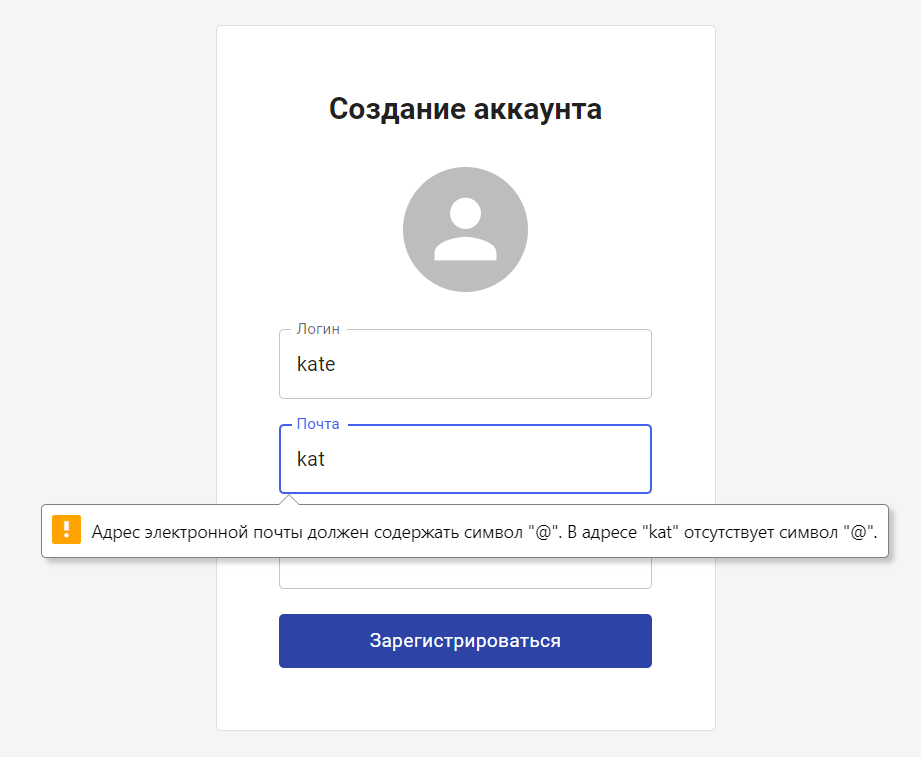 Создание аккаунта
Логин
kate
Почта
kat
Адрес электронной почты должен содержать символ "@". В адресе "kat" отсутствует символ "@".
Зарегистрироваться